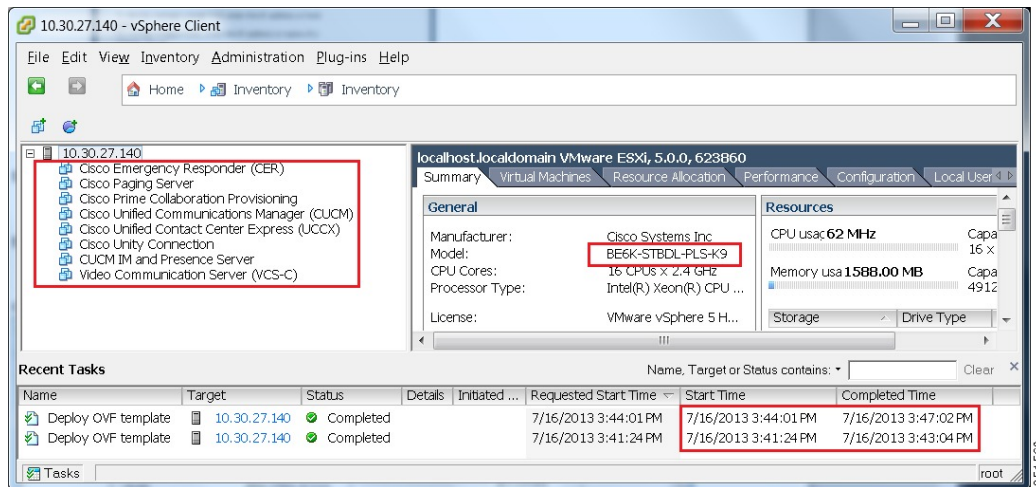 10.30.27.140 - vSphere Client
File Edit View Inventory Administration Plug-ins Help
Home Inventory Inventory
10.30.27.140
Cisco Emergency Responder (CER)
Cisco Paging Server
Cisco Prime Collaboration Provisioning
Cisco Unified Communications Manager (CUCM)
Cisco Unified Contact Center Express (UCCX)
Cisco Unity Connection
CUCM IM and Presence Server
Video Communication Server (VCS-C)
localhost.localdomain VMware ESXi, 5.0.0, 623860
Summary Virtual Machines Resource Allocation Performance Configuration Local User
General
Manufacturer: Cisco Systems Inc
Model: BE6K-STBDL-PLS-K9
CPU Cores: 16 CPUs x 2.4 GHz
Processor Type: Intel(R) Xeon(R) CPU ...
License: VMware vSphere 5 H...
Resources
CPU usag 62 MHz Capa
16 x
Memory usa 1588.00 MB Capa
4912
Storage Drive Type
Recent Tasks Name, Target or Status contains: Clear
Name Target Status Details Initiated ... Requested Start Time Start Time Completed Time
Deploy OVF template 10.30.27.140 Completed 7/16/2013 3:44:01 PM 7/16/2013 3:44:01 PM 7/16/2013 3:47:02 PM
Deploy OVF template 10.30.27.140 Completed 7/16/2013 3:41:24 PM 7/16/2013 3:41:24 PM 7/16/2013 3:43:04 PM
Tasks root